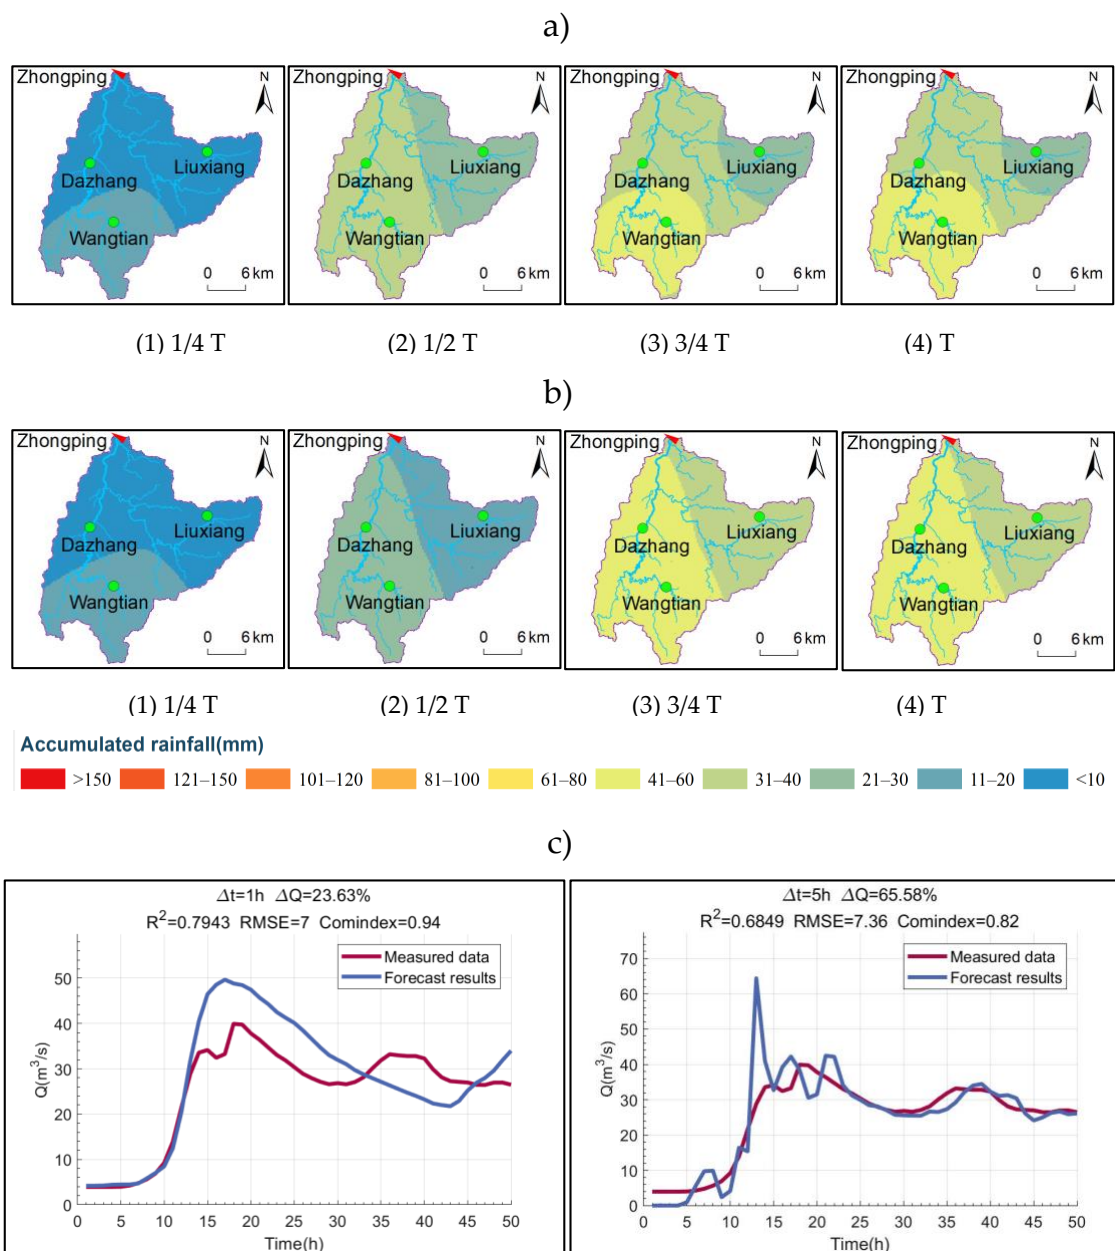 a)
Zhongping N Zhongping N Zhongping N Zhongping N
Liuxiang Liuxiang Liuxiang Liuxiang
Dazhang Dazhang Dazhang Dazhang
Wangtian Wangtian Wangtian Wangtian
0 6 km 0 6 km 0 6 km 0 6 km
(1) 1/4 T (2) 1/2 T (3) 3/4 T (4) T
b)
Zhongping N Zhongping N Zhongping N Zhongping N
Liuxiang Liuxiang Liuxiang Liuxiang
Dazhang Dazhang Dazhang Dazhang
Wangtian Wangtian Wangtian Wangtian
0 6 km 0 6 km 0 6 km 0 6 km
(1) 1/4 T (2) 1/2 T (3) 3/4 T (4) T
Accumulated rainfall(mm)
>150 121–150 101–120 81–100 61–80 41–60 31–40 21–30 11–20 <10
c)
Δt=1h ΔQ=23.63%
R²=0.7943 RMSE=7 Comindex=0.94
Measured data
Forecast results
50
40
30
20
10
0
Q(m³/s)
0 5 10 15 20 25 30 35 40 45 50
Time(h)
Δt=5h ΔQ=65.58%
R²=0.6849 RMSE=7.36 Comindex=0.82
Measured data
Forecast results
70
60
50
40
30
20
10
0
Q(m³/s)
0 5 10 15 20 25 30 35 40 45 50
Time(h)